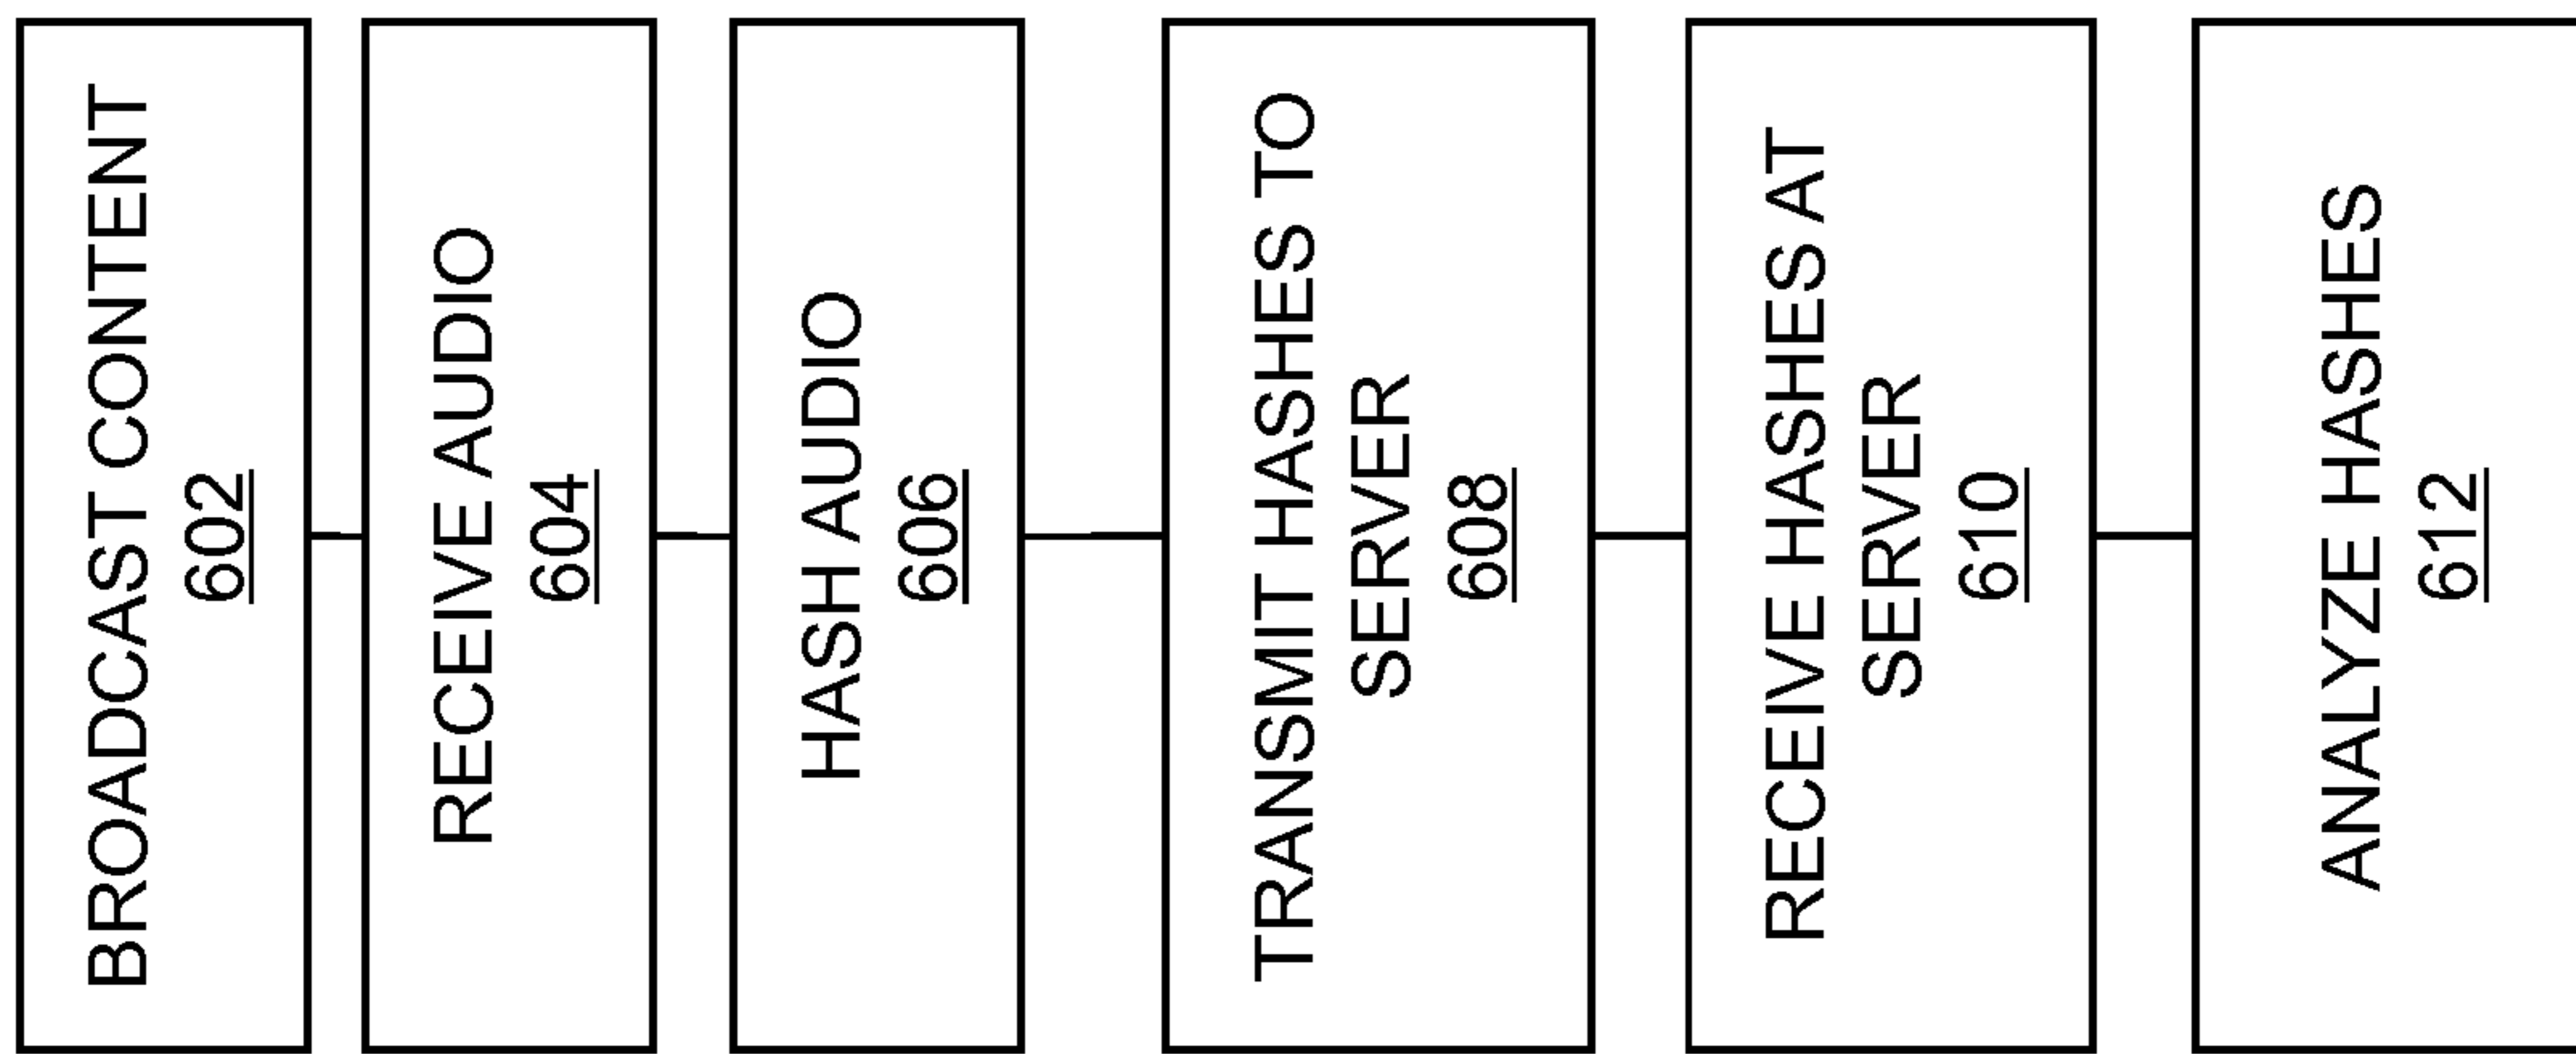 BROADCAST CONTENT
602
RECEIVE AUDIO
604
HASH AUDIO
606
TRANSMIT HASHES TO
SERVER
608
RECEIVE HASHES AT
SERVER
610
ANALYZE HASHES
612